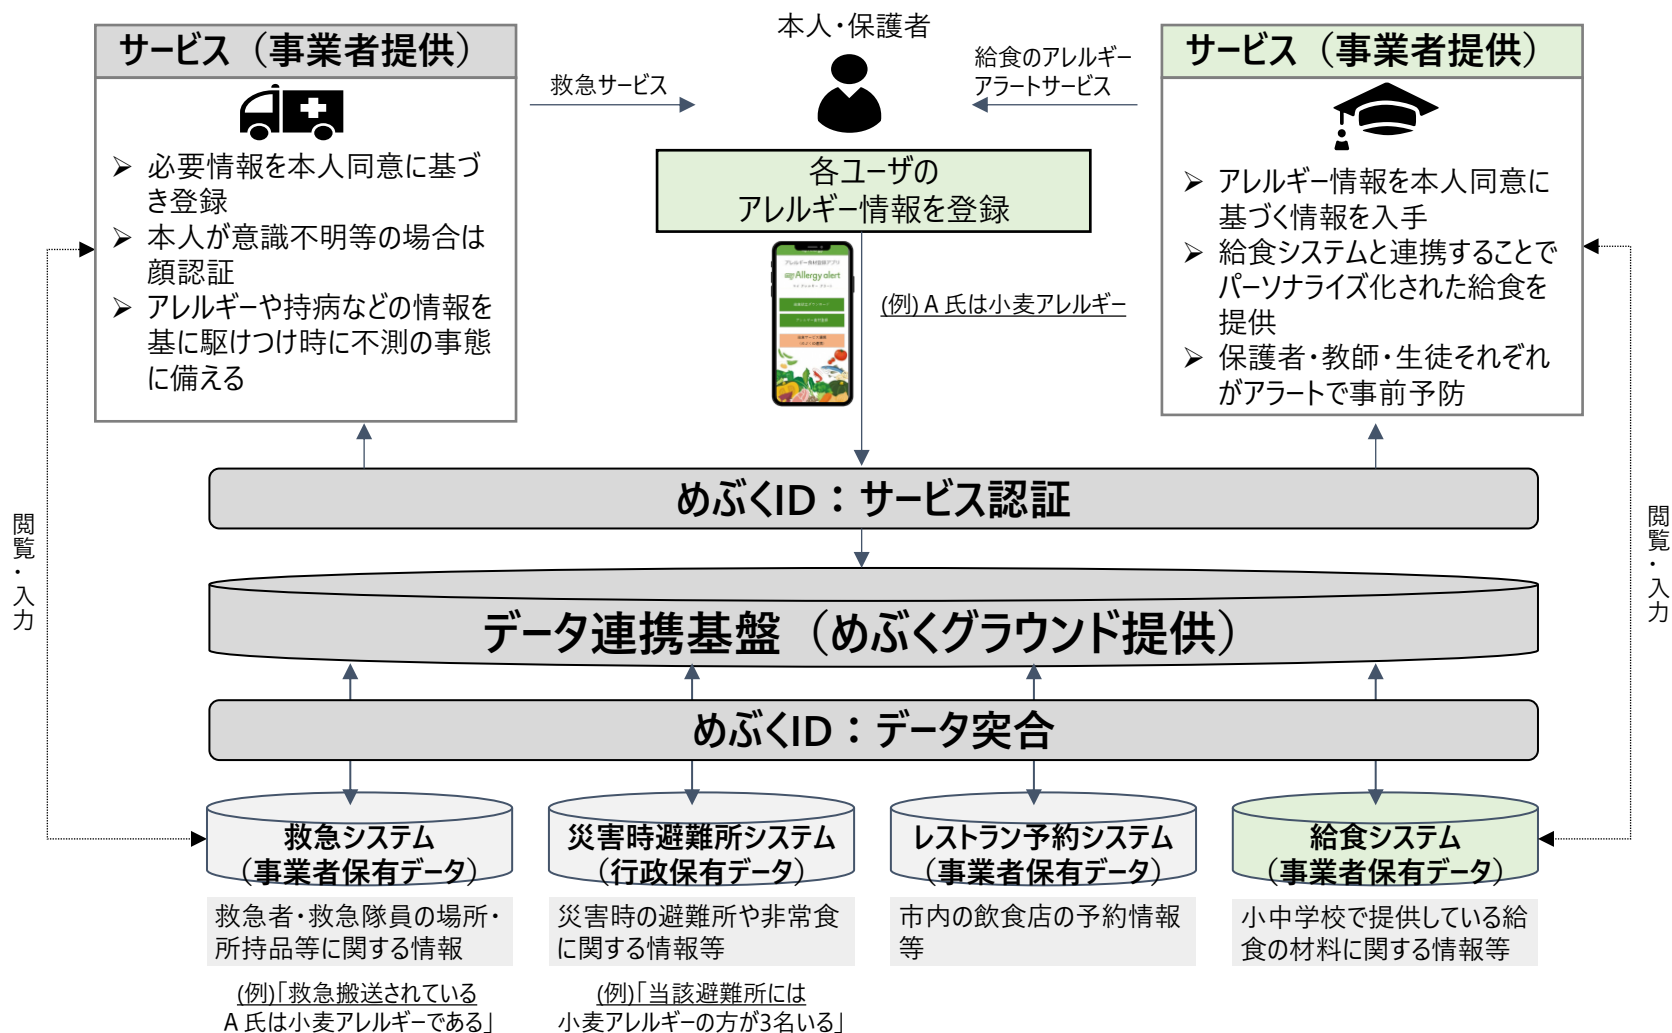 サービス（事業者提供）
必要情報を本人同意に基づ
き登録
本人が意識不明等の場合は
顔認証
アレルギーや持病などの情報を
基に駆けつけ時に不測の事態
に備える
救急サービス
本人・保護者
給食のアレルギー
アラートサービス
各ユーザの
アレルギー情報を登録
Allergy alert
(例) A 氏は小麦アレルギー
サービス（事業者提供）
アレルギー情報を本人同意に
基づく情報を入手
給食システムと連携することで
パーソナライズ化された給食を
提供
保護者・教師・生徒それぞれ
がアラートで事前予防
閲覧・入力
閲覧・入力
めぶくID：サービス認証
データ連携基盤（めぶくグラウンド提供）
めぶくID：データ突合
救急システム
（事業者保有データ）
救急者・救急隊員の場所・
所持品等に関する情報
(例)「救急搬送されている
A 氏は小麦アレルギーである」
災害時避難所システム
（行政保有データ）
災害時の避難所や非常食
に関する情報等
(例)「当該避難所には
小麦アレルギーの方が3名いる」
レストラン予約システム
（事業者保有データ）
市内の飲食店の予約情報
等
給食システム
（事業者保有データ）
小中学校で提供している給
食の材料に関する情報等